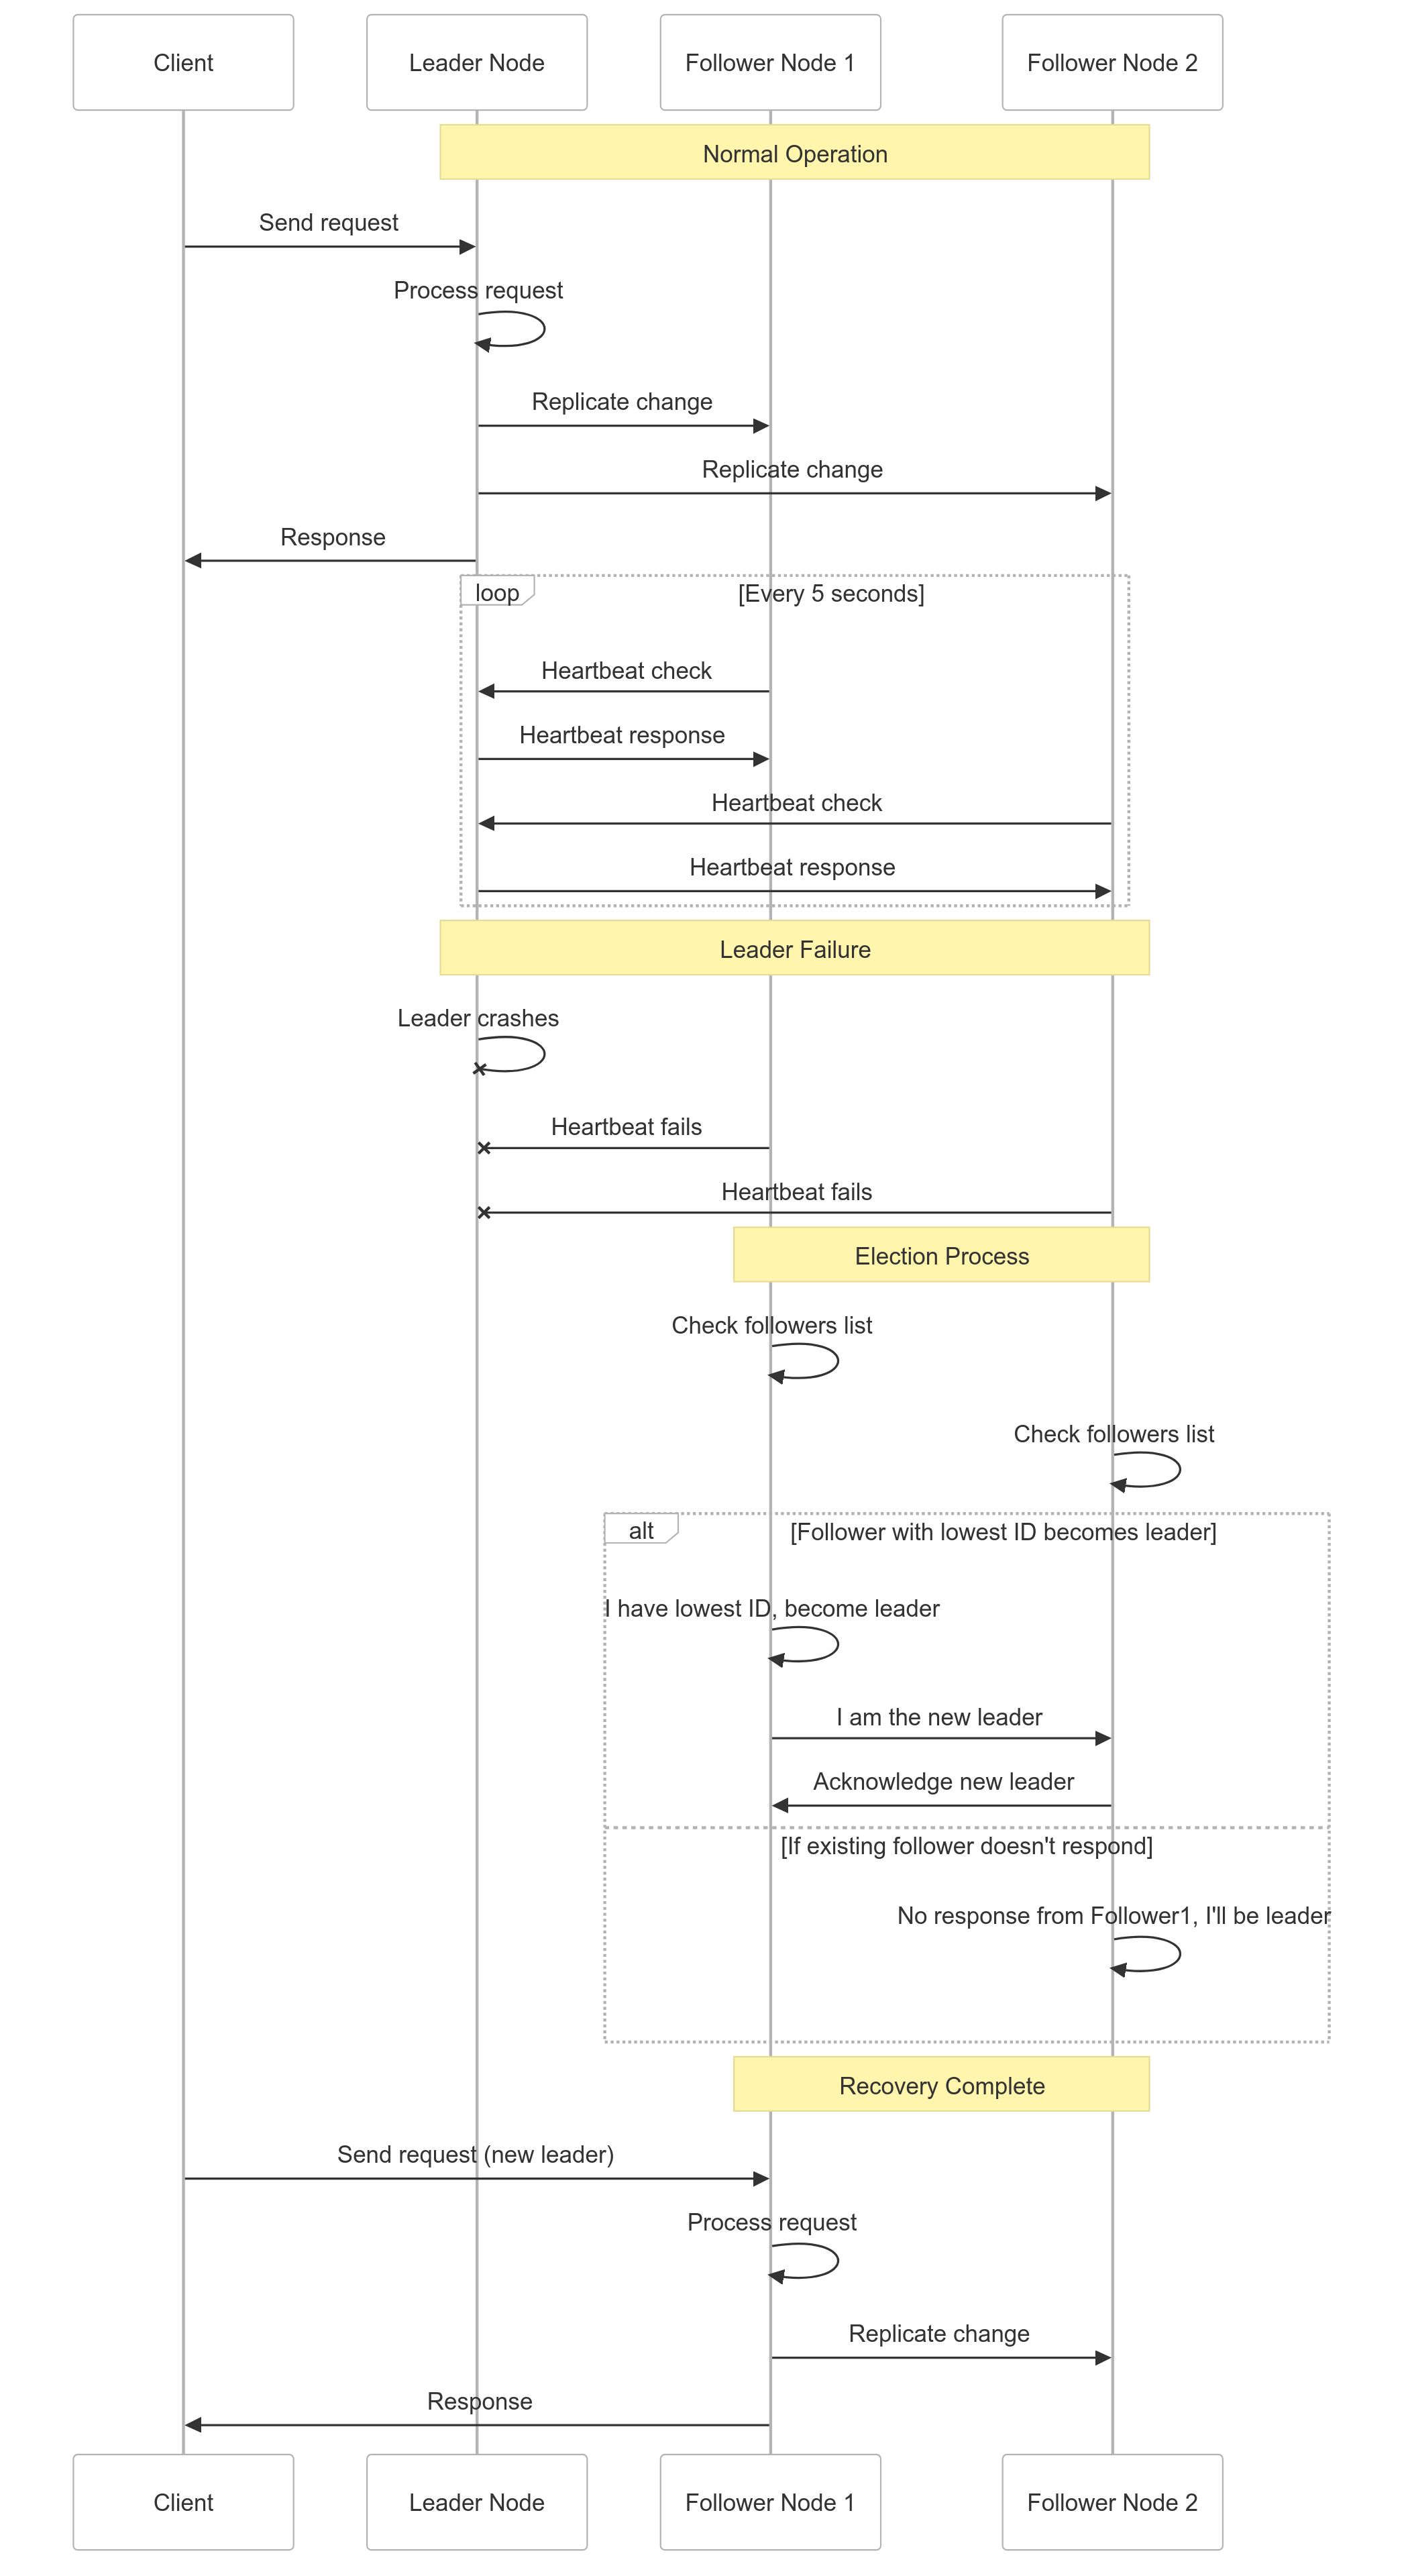 Client
Leader Node
Follower Node 1
Follower Node 2
Normal Operation
Send request
Process request
Replicate change
Replicate change
Response
loop
[Every 5 seconds]
Heartbeat check
Heartbeat response
Heartbeat check
Heartbeat response
Leader Failure
Leader crashes
Heartbeat fails
Heartbeat fails
Election Process
Check followers list
Check followers list
alt
[Follower with lowest ID becomes leader]
I have lowest ID, become leader
I am the new leader
Acknowledge new leader
[If existing follower doesn't respond]
No response from Follower1, I'll be leader
Recovery Complete
Send request (new leader)
Process request
Replicate change
Response
Client
Leader Node
Follower Node 1
Follower Node 2